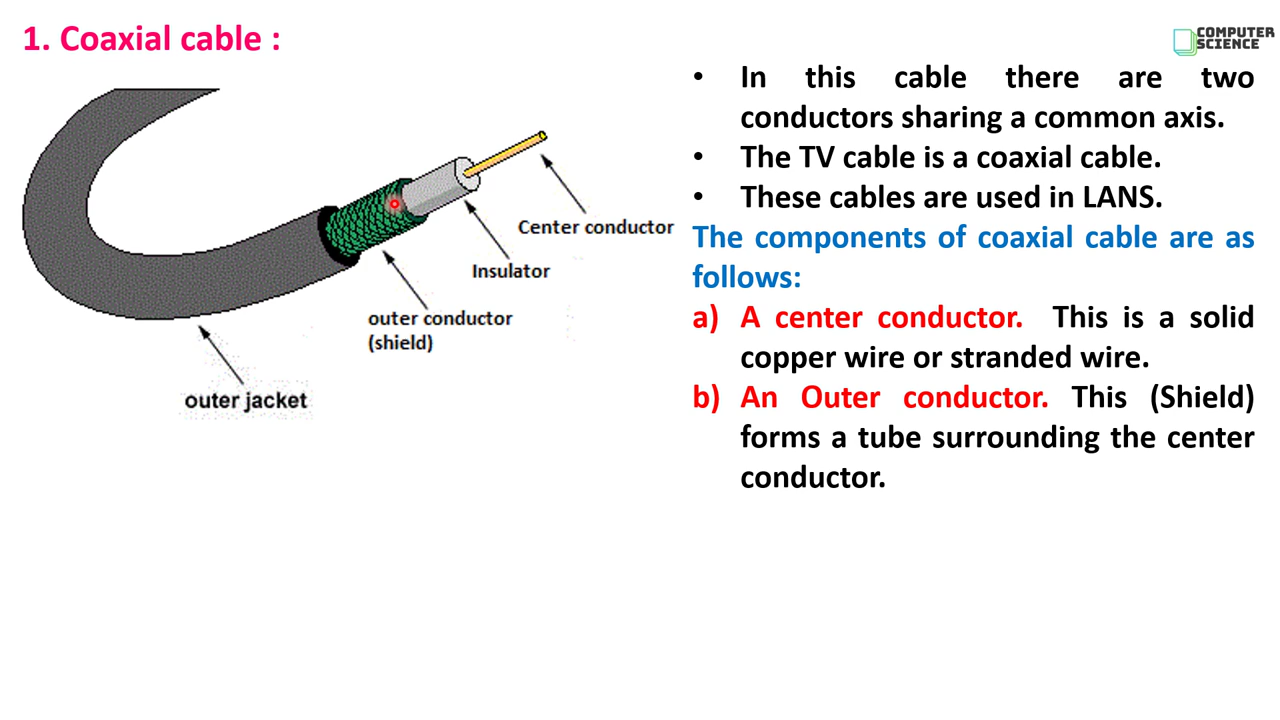 1. Coaxial cable :
COMPUTER
SCIENCE
Center conductor
Insulator
outer conductor
(shield)
outer jacket
• In this cable there are two
conductors sharing a common axis.
• The TV cable is a coaxial cable.
• These cables are used in LANS.
The components of coaxial cable are as
follows:
a) A center conductor. This is a solid
copper wire or stranded wire.
b) An Outer conductor. This (Shield)
forms a tube surrounding the center
conductor.